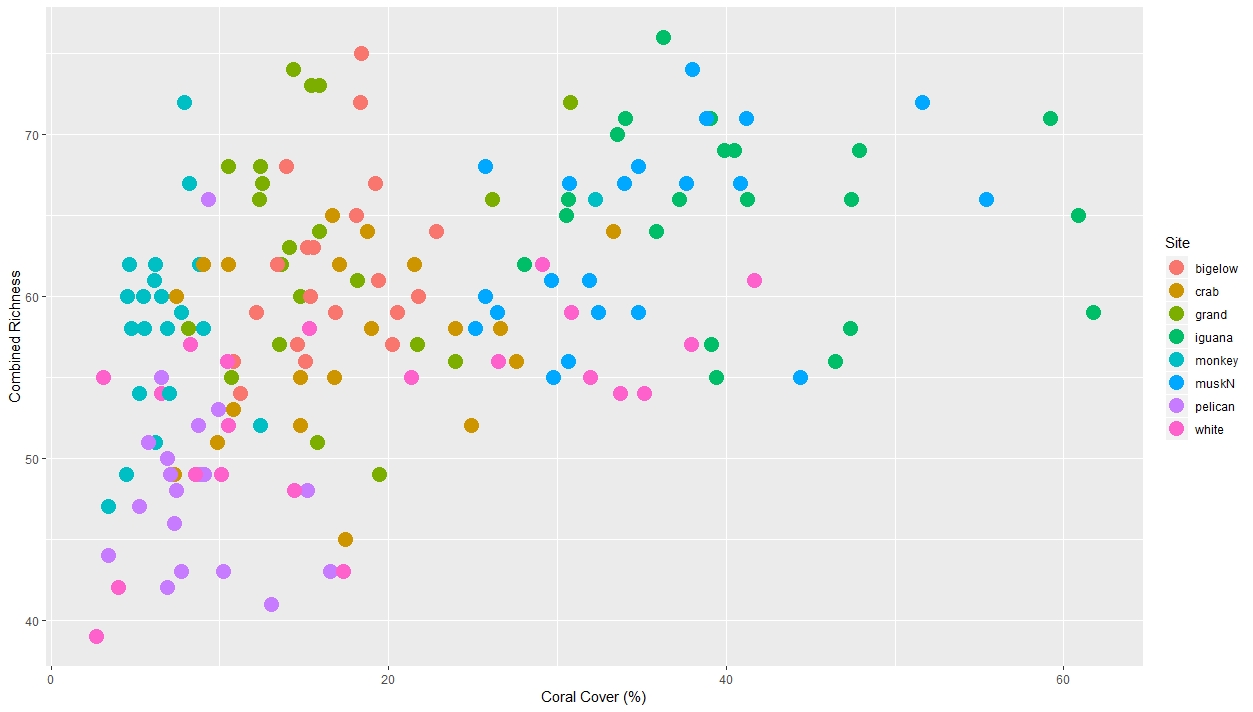 Combined Richness
70
60
50
40
0
20
40
60
Coral Cover (%)
Site
bigelow
crab
grand
iguana
monkey
muskN
pelican
white